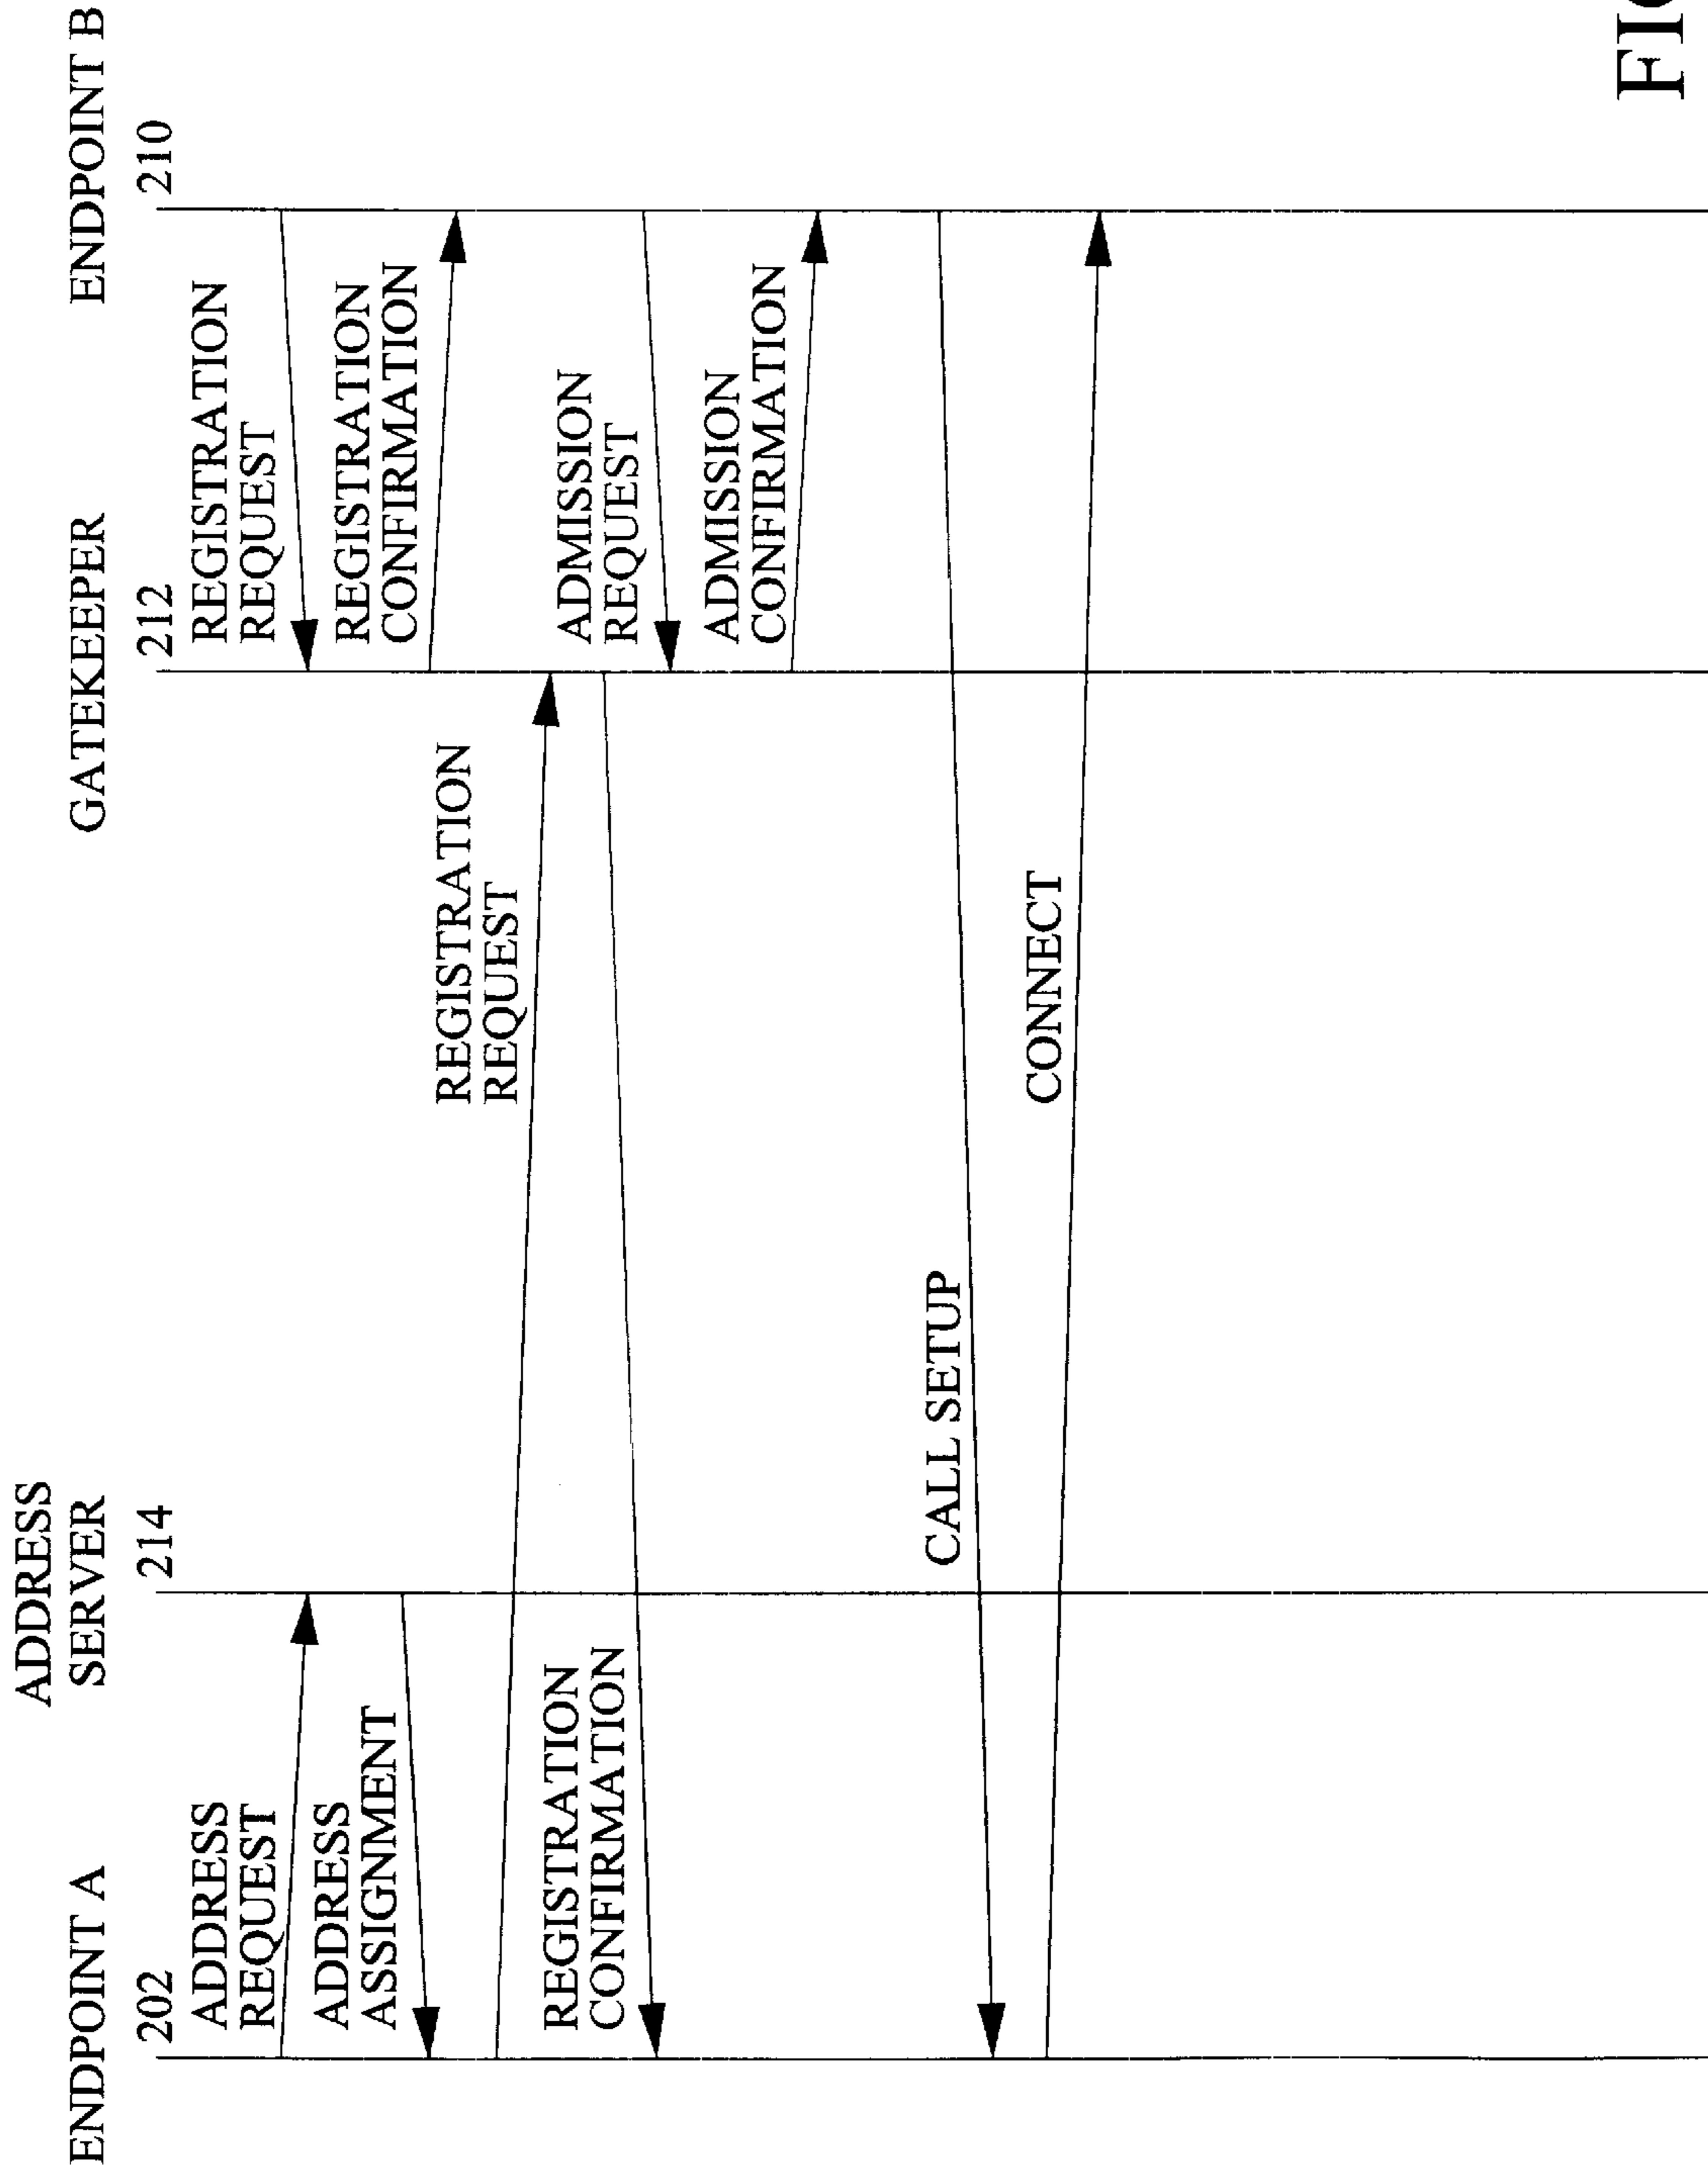 ENDPOINT A
202
ADDRESS
SERVER
214
GATEKEEPER
212
ENDPOINT B
210
ADDRESS
REQUEST
REGISTRATION
REQUEST
ADDRESS
ASSIGNMENT
REGISTRATION
CONFIRMATION
REGISTRATION
REQUEST
REGISTRATION
CONFIRMATION
ADMISSION
REQUEST
ADMISSION
CONFIRMATION
CALL SETUP
CONNECT